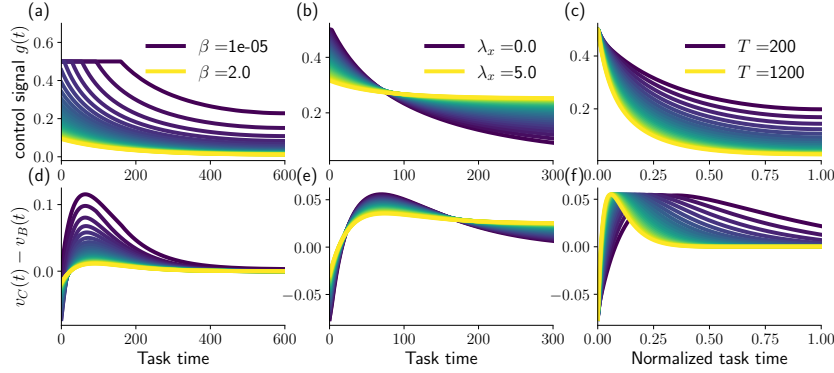 (a)
(b)
(c)
control signal g(t)
0.6
0.4
0.2
0.0
β =1e-05
β =2.0
0 200 400 600
0.4
0.2
λx =0.0
λx =5.0
0 100 200 300
0.4
0.2
T =200
T =1200
0.00 0.25 0.50 0.75 1.00
(d)
(e)
(f)
vC(t) − vB(t)
0.1
0.0
0 200 400 600
Task time
0.05
0.00
−0.05
0 100 200 300
Task time
0.05
0.00
−0.05
0.00 0.25 0.50 0.75 1.00
Normalized task time